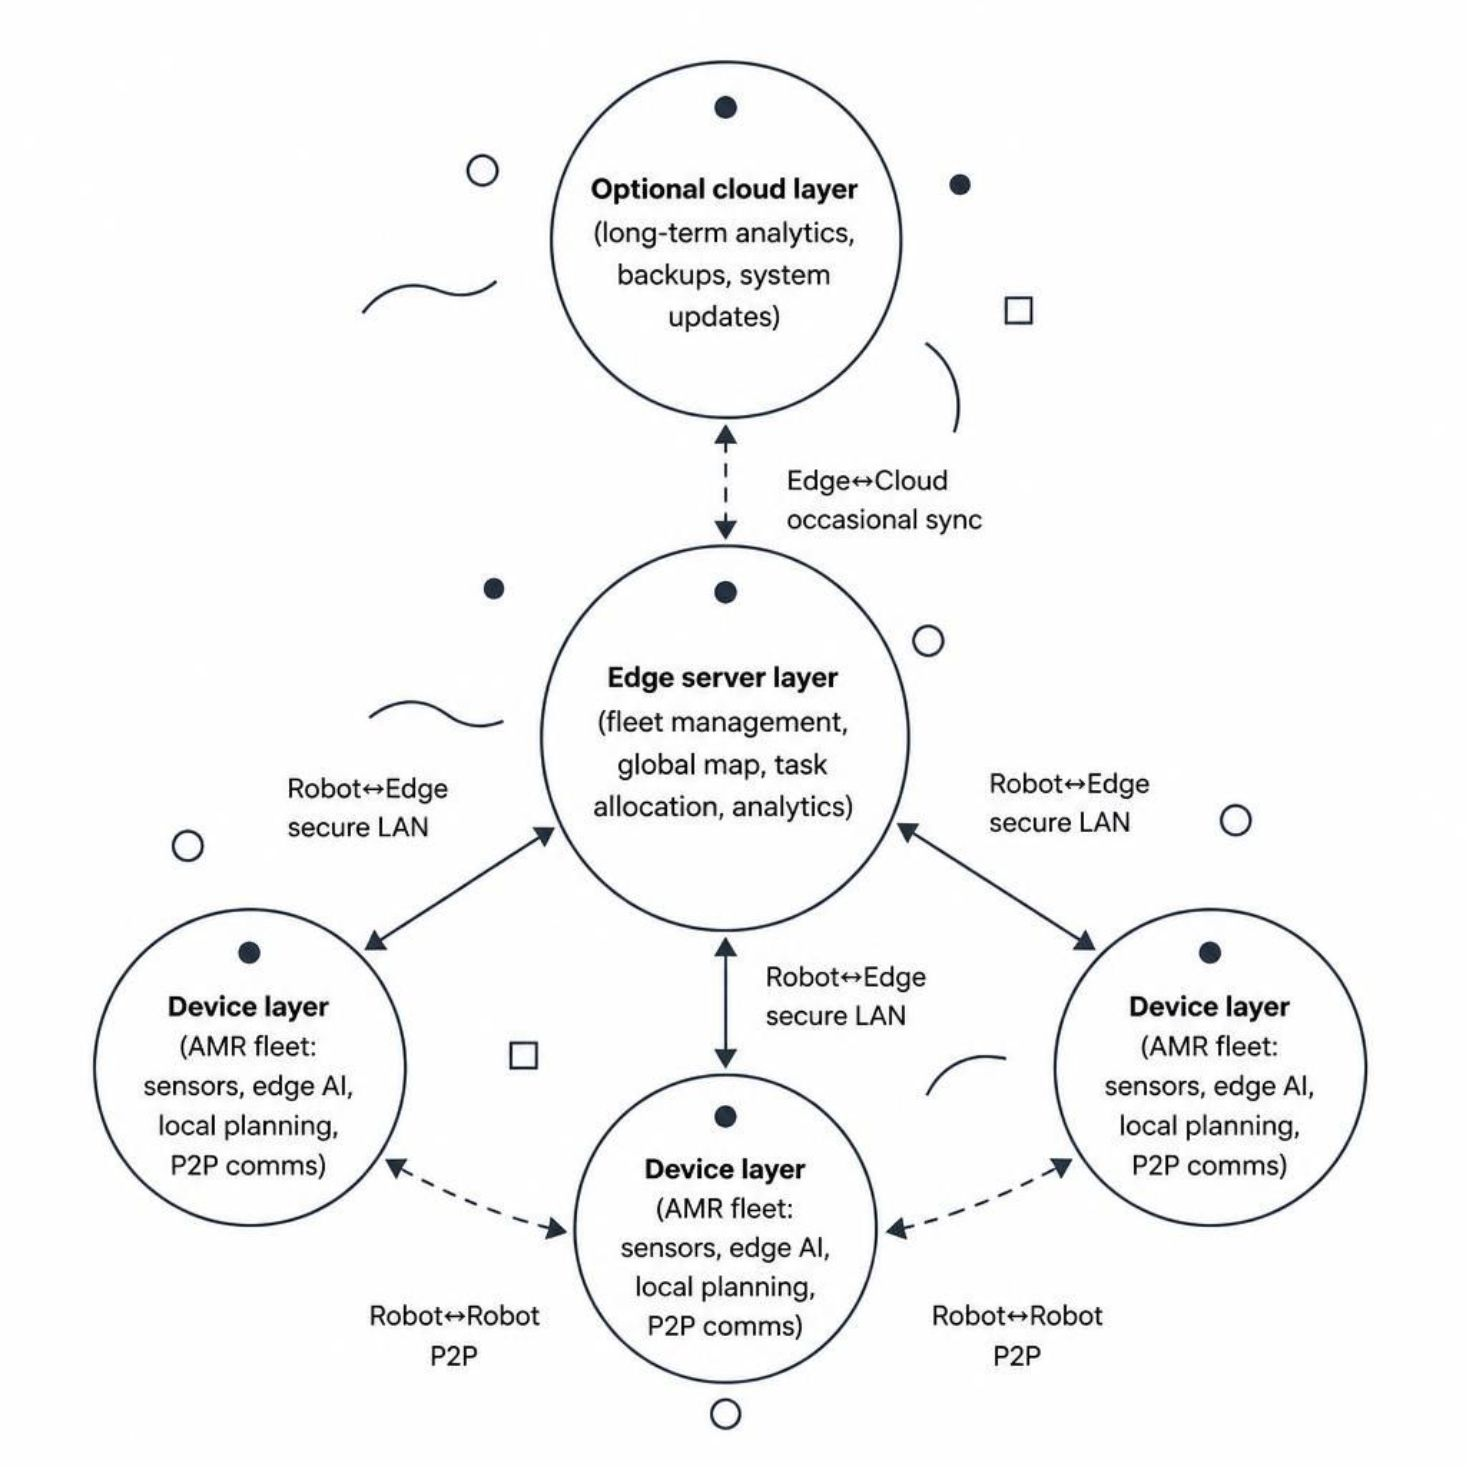 Optional cloud layer
(long-term analytics,
backups, system
updates)
Edge↔Cloud
occasional sync
Edge server layer
(fleet management,
global map, task
allocation, analytics)
Robot↔Edge
secure LAN
Robot↔Edge
secure LAN
Robot↔Edge
secure LAN
Device layer
(AMR fleet:
sensors, edge AI,
local planning,
P2P comms)
Device layer
(AMR fleet:
sensors, edge AI,
local planning,
P2P comms)
Device layer
(AMR fleet:
sensors, edge AI,
local planning,
P2P comms)
Robot↔Robot
P2P
Robot↔Robot
P2P